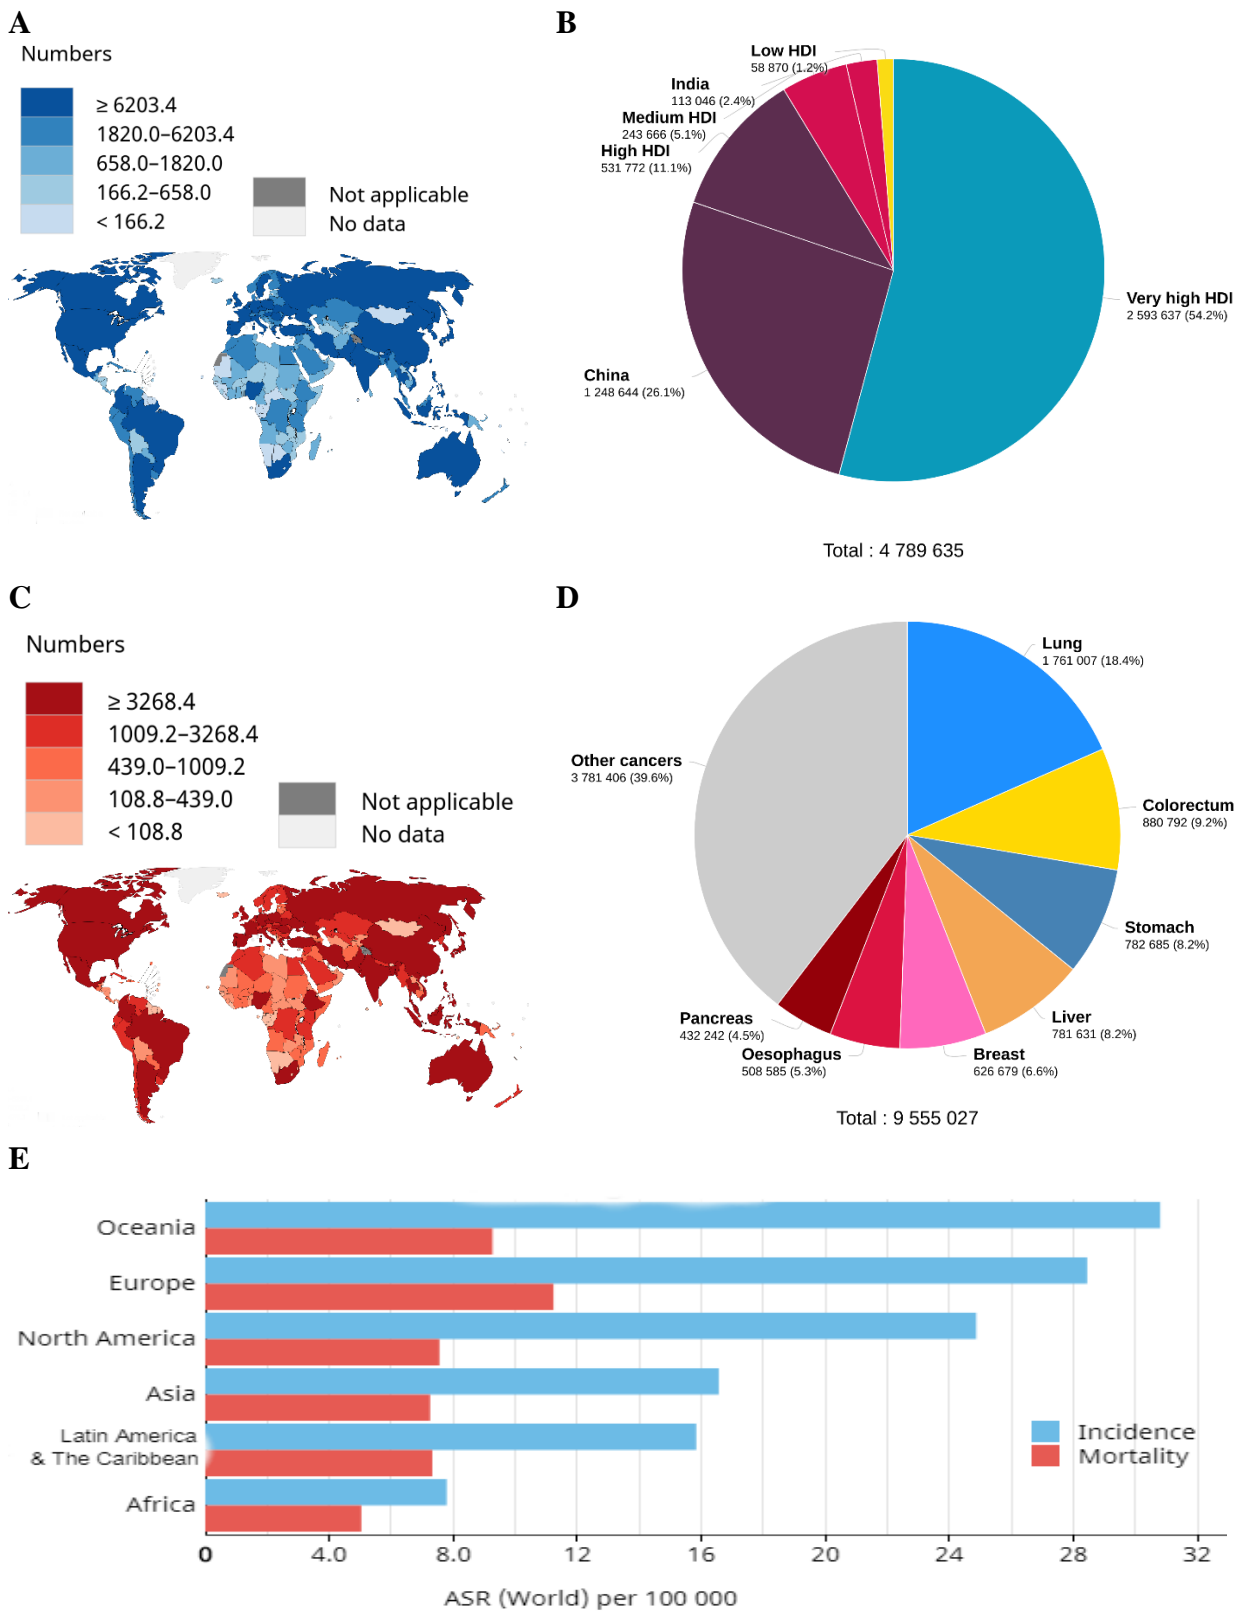 A
Numbers
≥ 6203.4
1820.0–6203.4
658.0–1820.0
166.2–658.0
< 166.2
Not applicable
No data
B
Low HDI
58 870 (1.2%)
India
113 046 (2.4%)
Medium HDI
243 666 (5.1%)
High HDI
531 772 (11.1%)
Very high HDI
2 593 637 (54.2%)
China
1 248 644 (26.1%)
Total : 4 789 635
C
Numbers
≥ 3268.4
1009.2–3268.4
439.0–1009.2
108.8–439.0
< 108.8
Not applicable
No data
D
Lung
1 761 007 (18.4%)
Other cancers
3 781 406 (39.6%)
Colorectum
880 792 (9.2%)
Stomach
782 685 (8.2%)
Liver
781 631 (8.2%)
Pancreas
432 242 (4.5%)
Oesophagus
508 585 (5.3%)
Breast
626 679 (6.6%)
Total : 9 555 027
E
Oceania
Europe
North America
Asia
Latin America
& The Caribbean
Africa
Incidence
Mortality
0 4.0 8.0 12 16 20 24 28 32
ASR (World) per 100 000